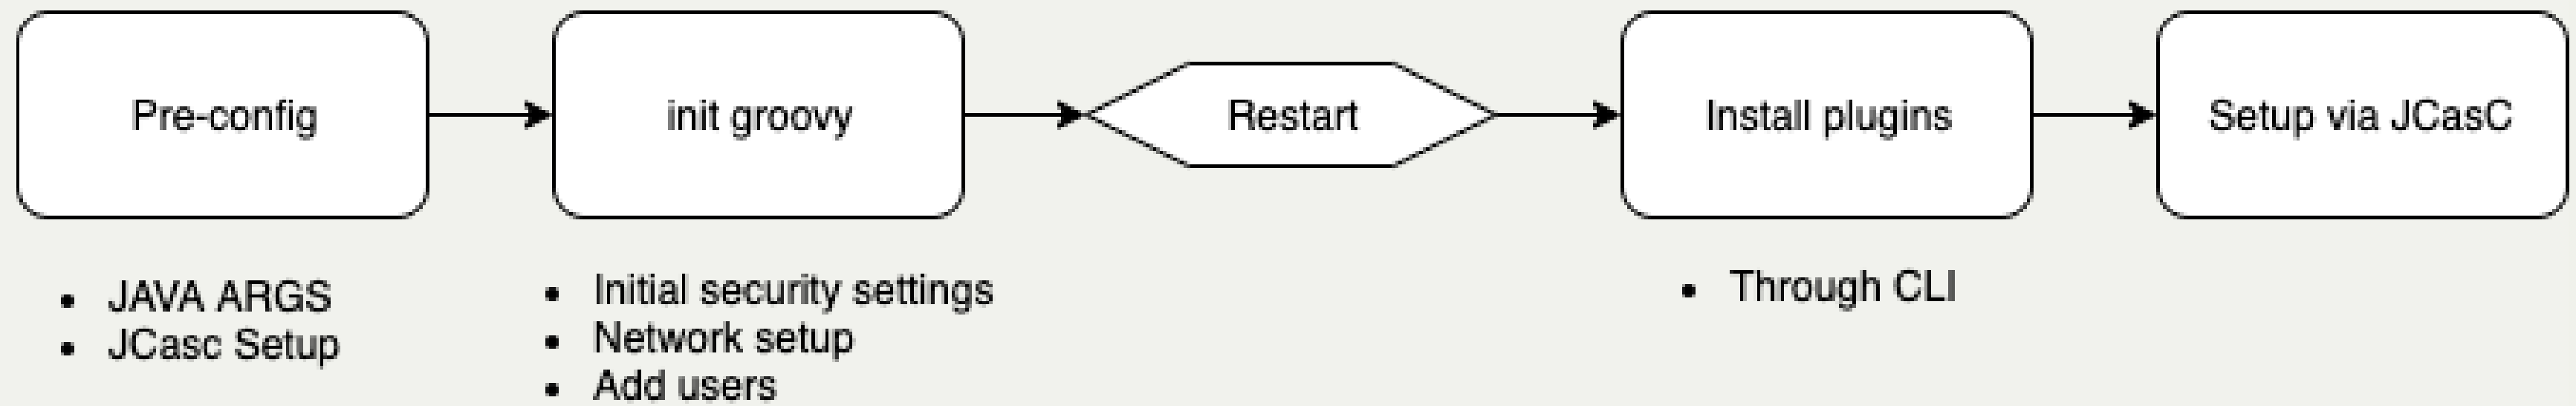 Pre-config
init groovy
Restart
Install plugins
Setup via JCasC
• JAVA ARGS
• JCasc Setup
• Initial security settings
• Network setup
• Add users
• Through CLI